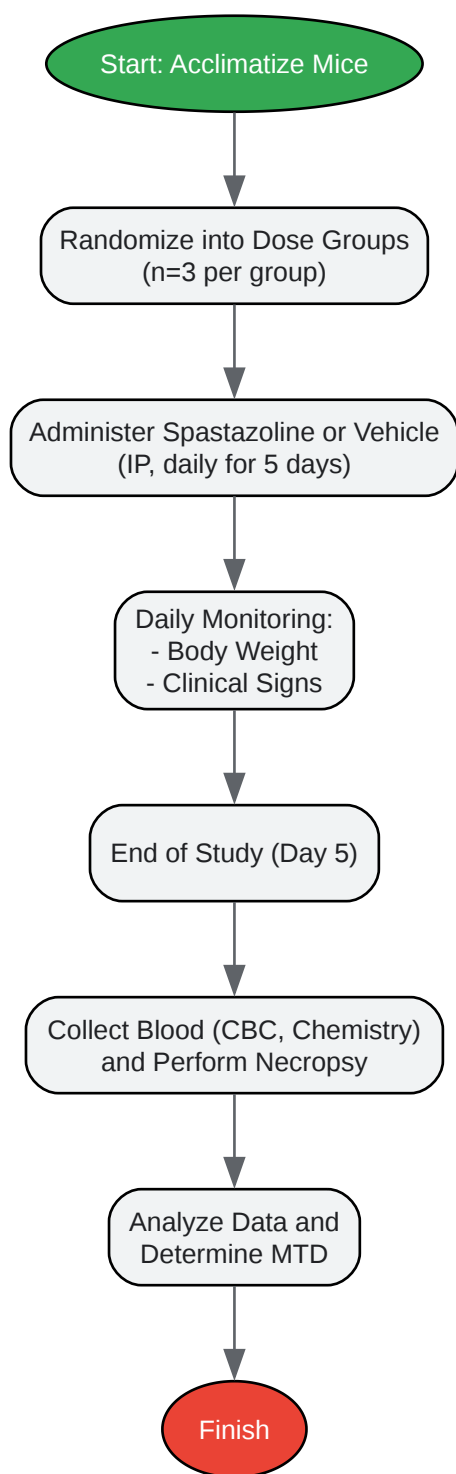 Start: Acclimatize Mice
Randomize into Dose Groups
(n=3 per group)
Administer Spastazoline or Vehicle
(IP, daily for 5 days)
Daily Monitoring:
- Body Weight
- Clinical Signs
End of Study (Day 5)
Collect Blood (CBC, Chemistry)
and Perform Necropsy
Analyze Data and
Determine MTD
Finish